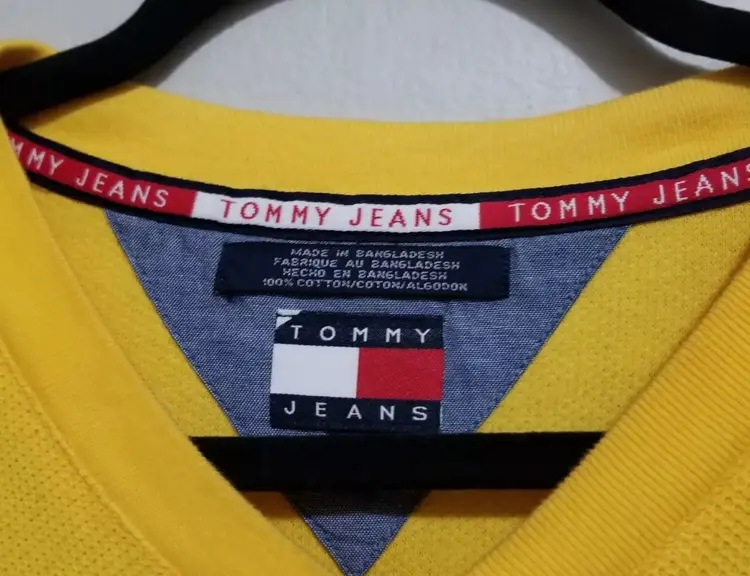 MMY JEANS TOMMY JEANS TOMMY JEANS
MADE IN BANGLADESH
FABRIQUE AU BANGLADESH
HECHO EN BANGLADESH
100% COTTON/COTON/ALGODON
TOMMY
JEANS